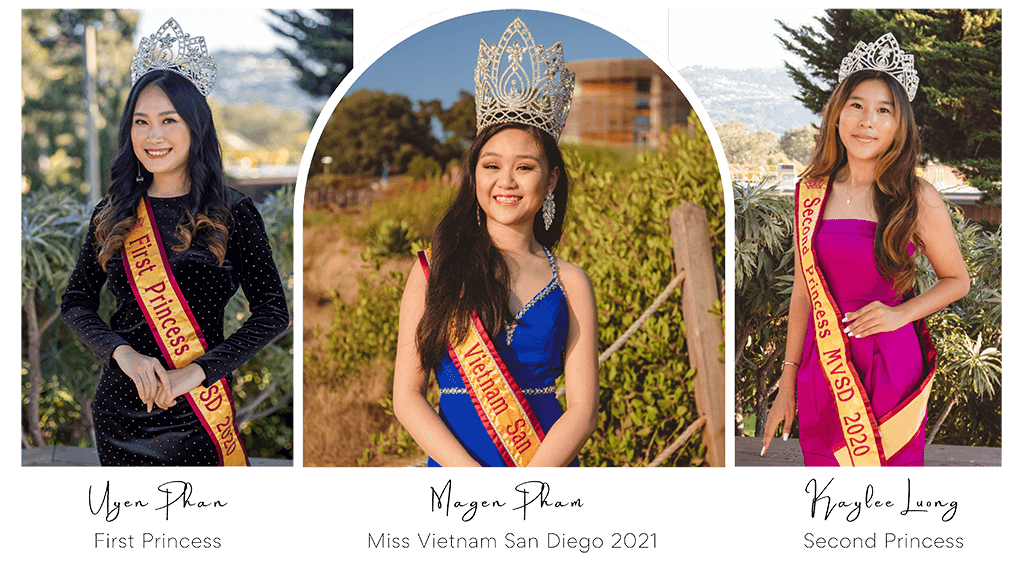 First Princess
VSD 2020
Vietnam San
Second Princess MVSD 2020
Uyen Phan
Magen Pham
Kaylee Luong
First Princess
Miss Vietnam San Diego 2021
Second Princess